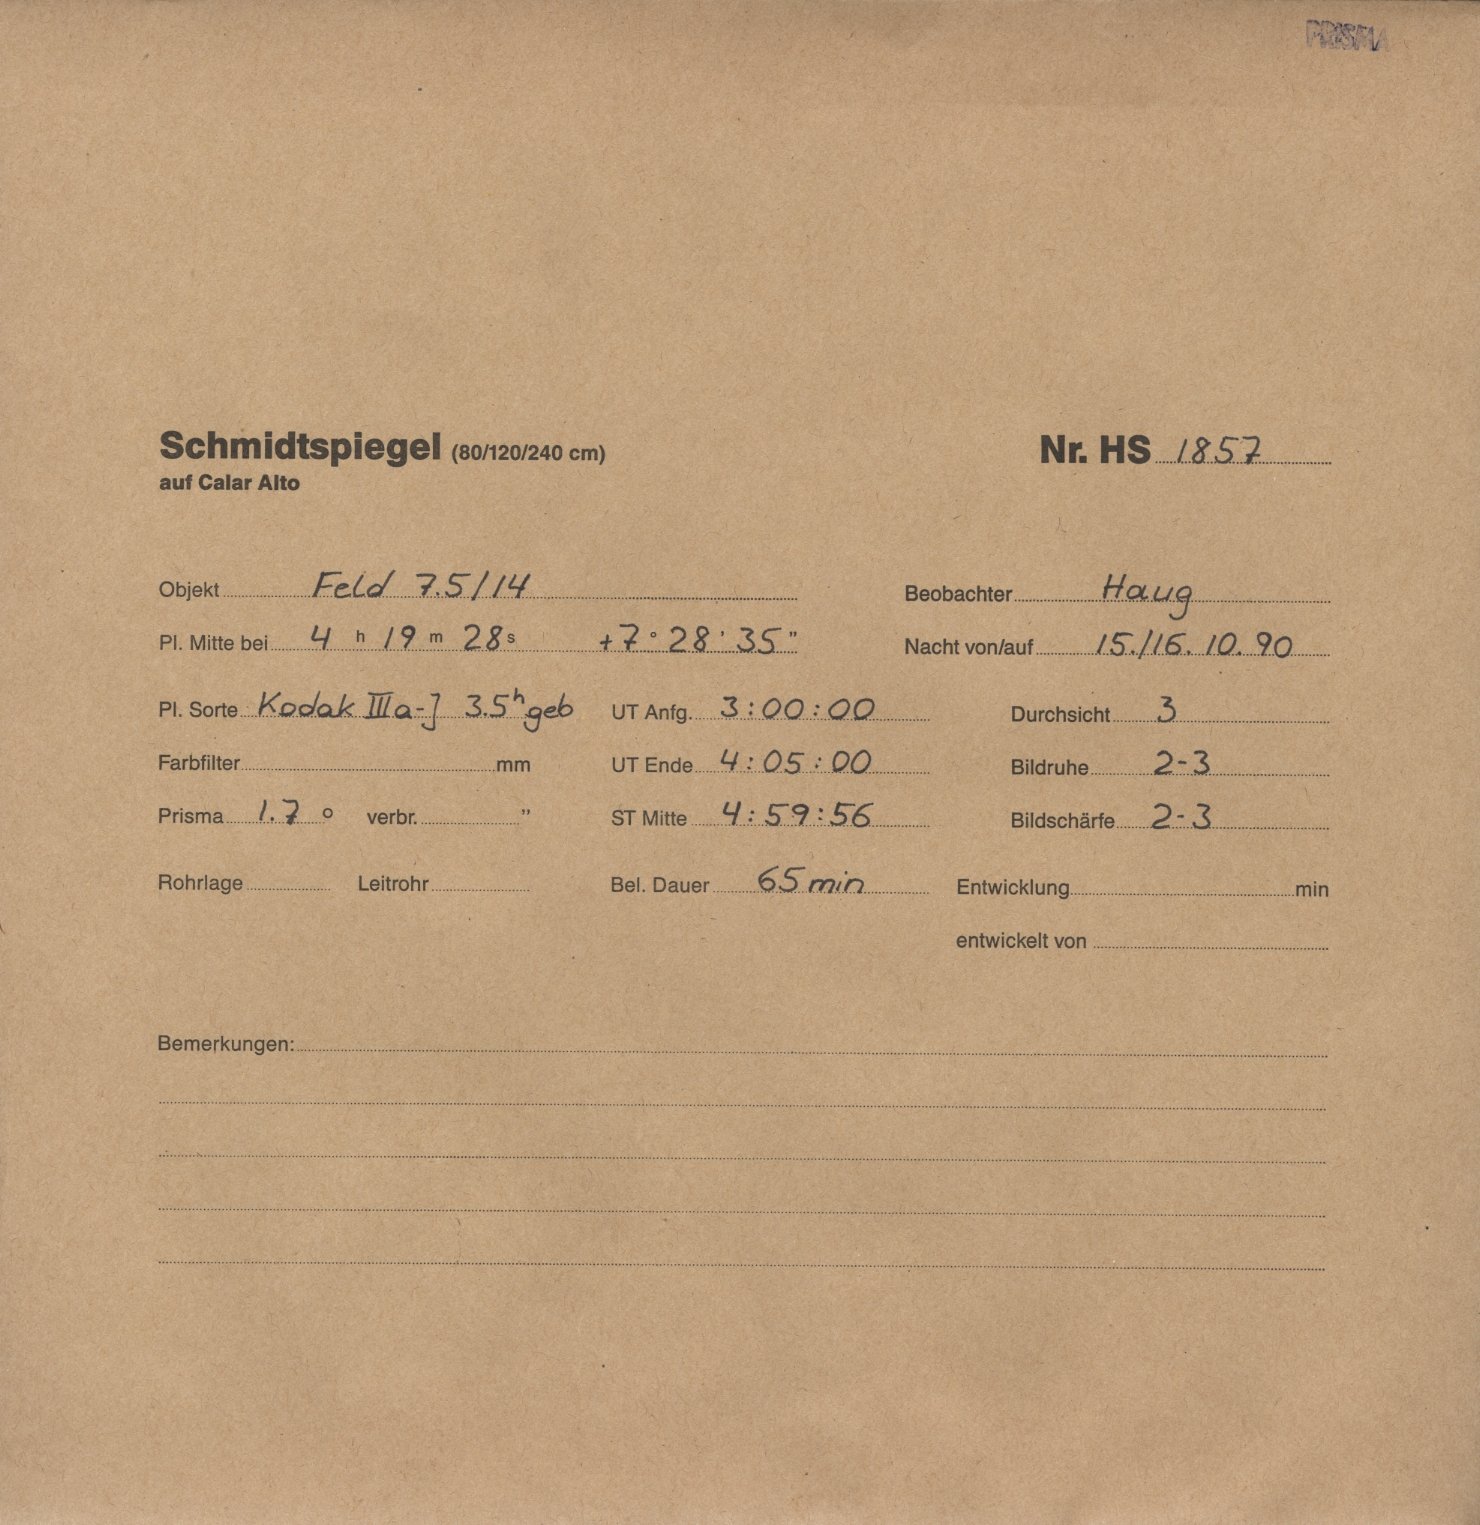 PRISMA
Schmidtspiegel (80/120/240 cm) Nr. HS 1857
auf Calar Alto
Objekt Feld 7.5/14 Beobachter Haug
Pl. Mitte bei 4 h 19 m 28 s +7° 28' 35" Nacht von/auf 15./16. 10. 90
Pl. Sorte Kodak IIIa-J 3.5h geb UT Anfg. 3:00:00 Durchsicht 3
Farbfilter mm UT Ende 4:05:00 Bildruhe 2-3
Prisma 1.7 ° verbr. " ST Mitte 4:59:56 Bildschärfe 2-3
Rohrlage Leitrohr Bel. Dauer 65 min Entwicklung min
entwickelt von
Bemerkungen: